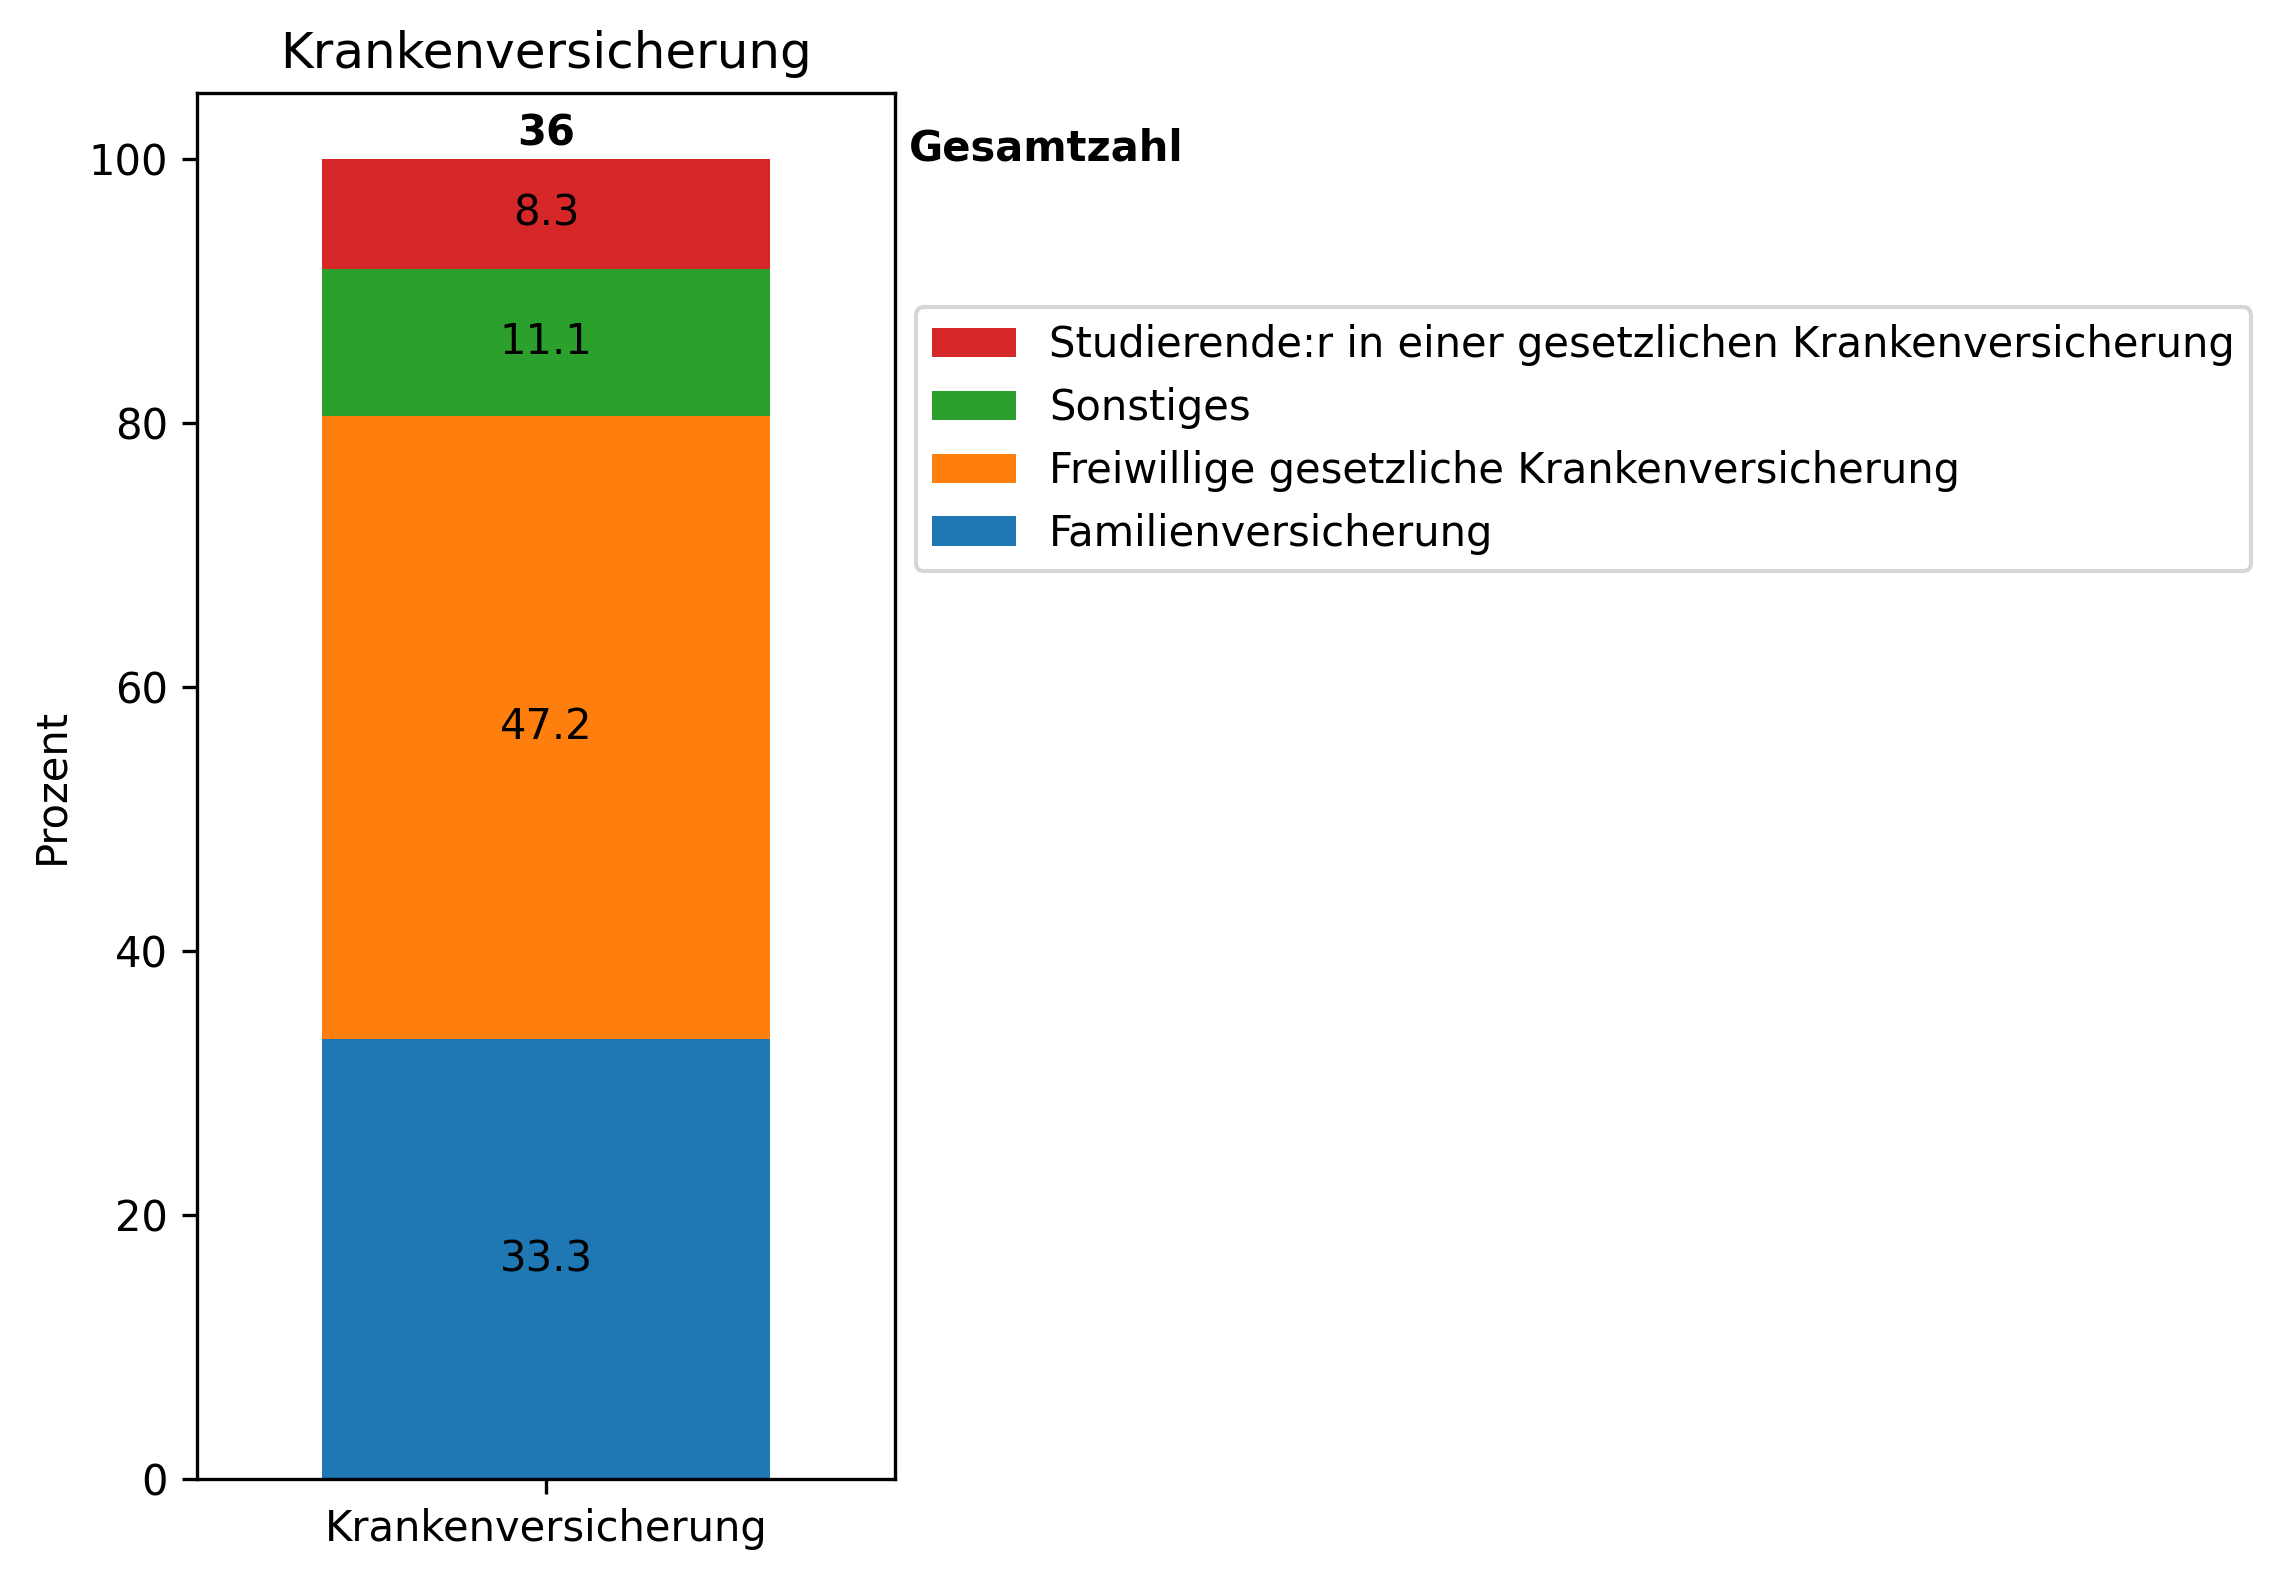 Krankenversicherung
36
Gesamtzahl
100
80
60
40
20
0
Prozent
8.3
11.1
47.2
33.3
Krankenversicherung
Studierende:r in einer gesetzlichen Krankenversicherung
Sonstiges
Freiwillige gesetzliche Krankenversicherung
Familienversicherung